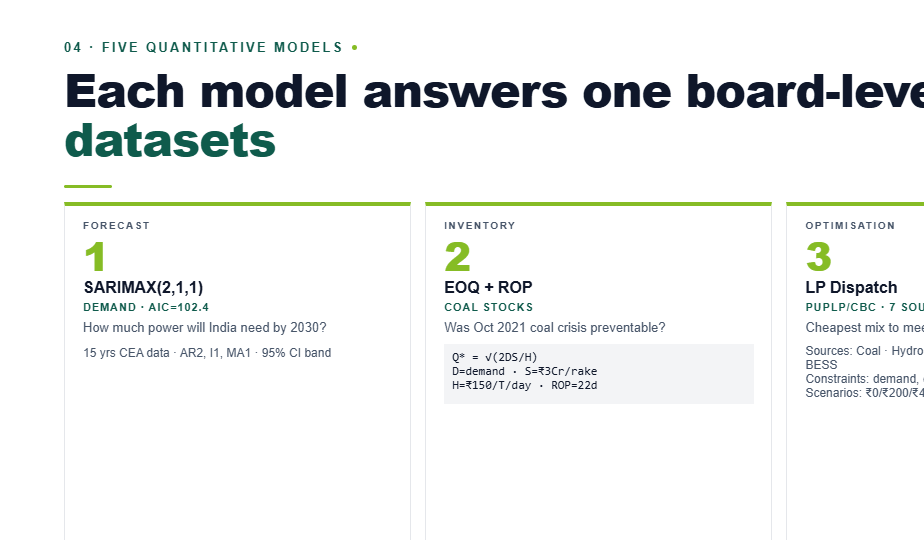 04 · FIVE QUANTITATIVE MODELS
Each model answers one board-leve
datasets
FORECAST
1
SARIMAX(2,1,1)
DEMAND · AIC=102.4
How much power will India need by 2030?
15 yrs CEA data · AR2, I1, MA1 · 95% CI band
INVENTORY
2
EOQ + ROP
COAL STOCKS
Was Oct 2021 coal crisis preventable?
Q* = √(2DS/H)
D=demand · S=₹3Cr/rake
H=₹150/T/day · ROP=22d
OPTIMISATION
3
LP Dispatch
PUPLP/CBC · 7 SOU
Cheapest mix to mee
Sources: Coal · Hydro
BESS
Constraints: demand,
Scenarios: ₹0/₹200/₹4